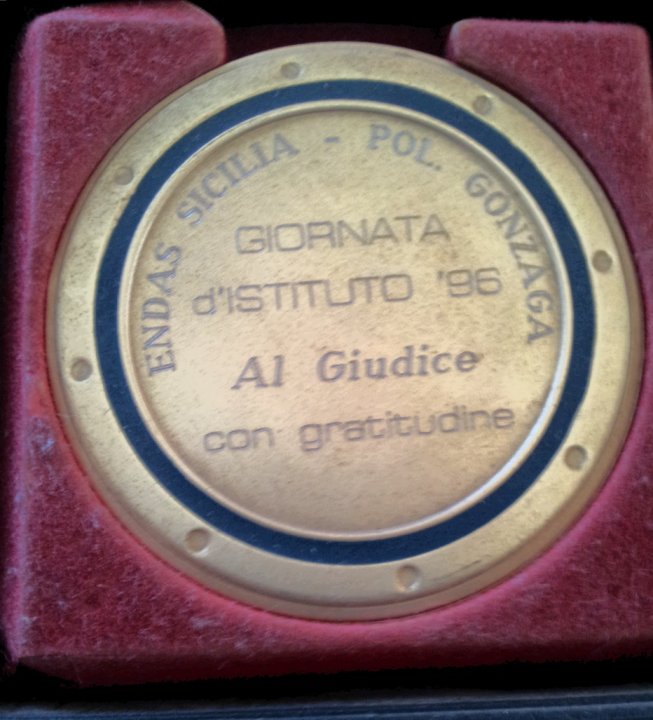 ENDAS SICILIA - POL. GONZAGA
GIORNATA
d'ISTITUTO '96
Al Giudice
con gratitudine